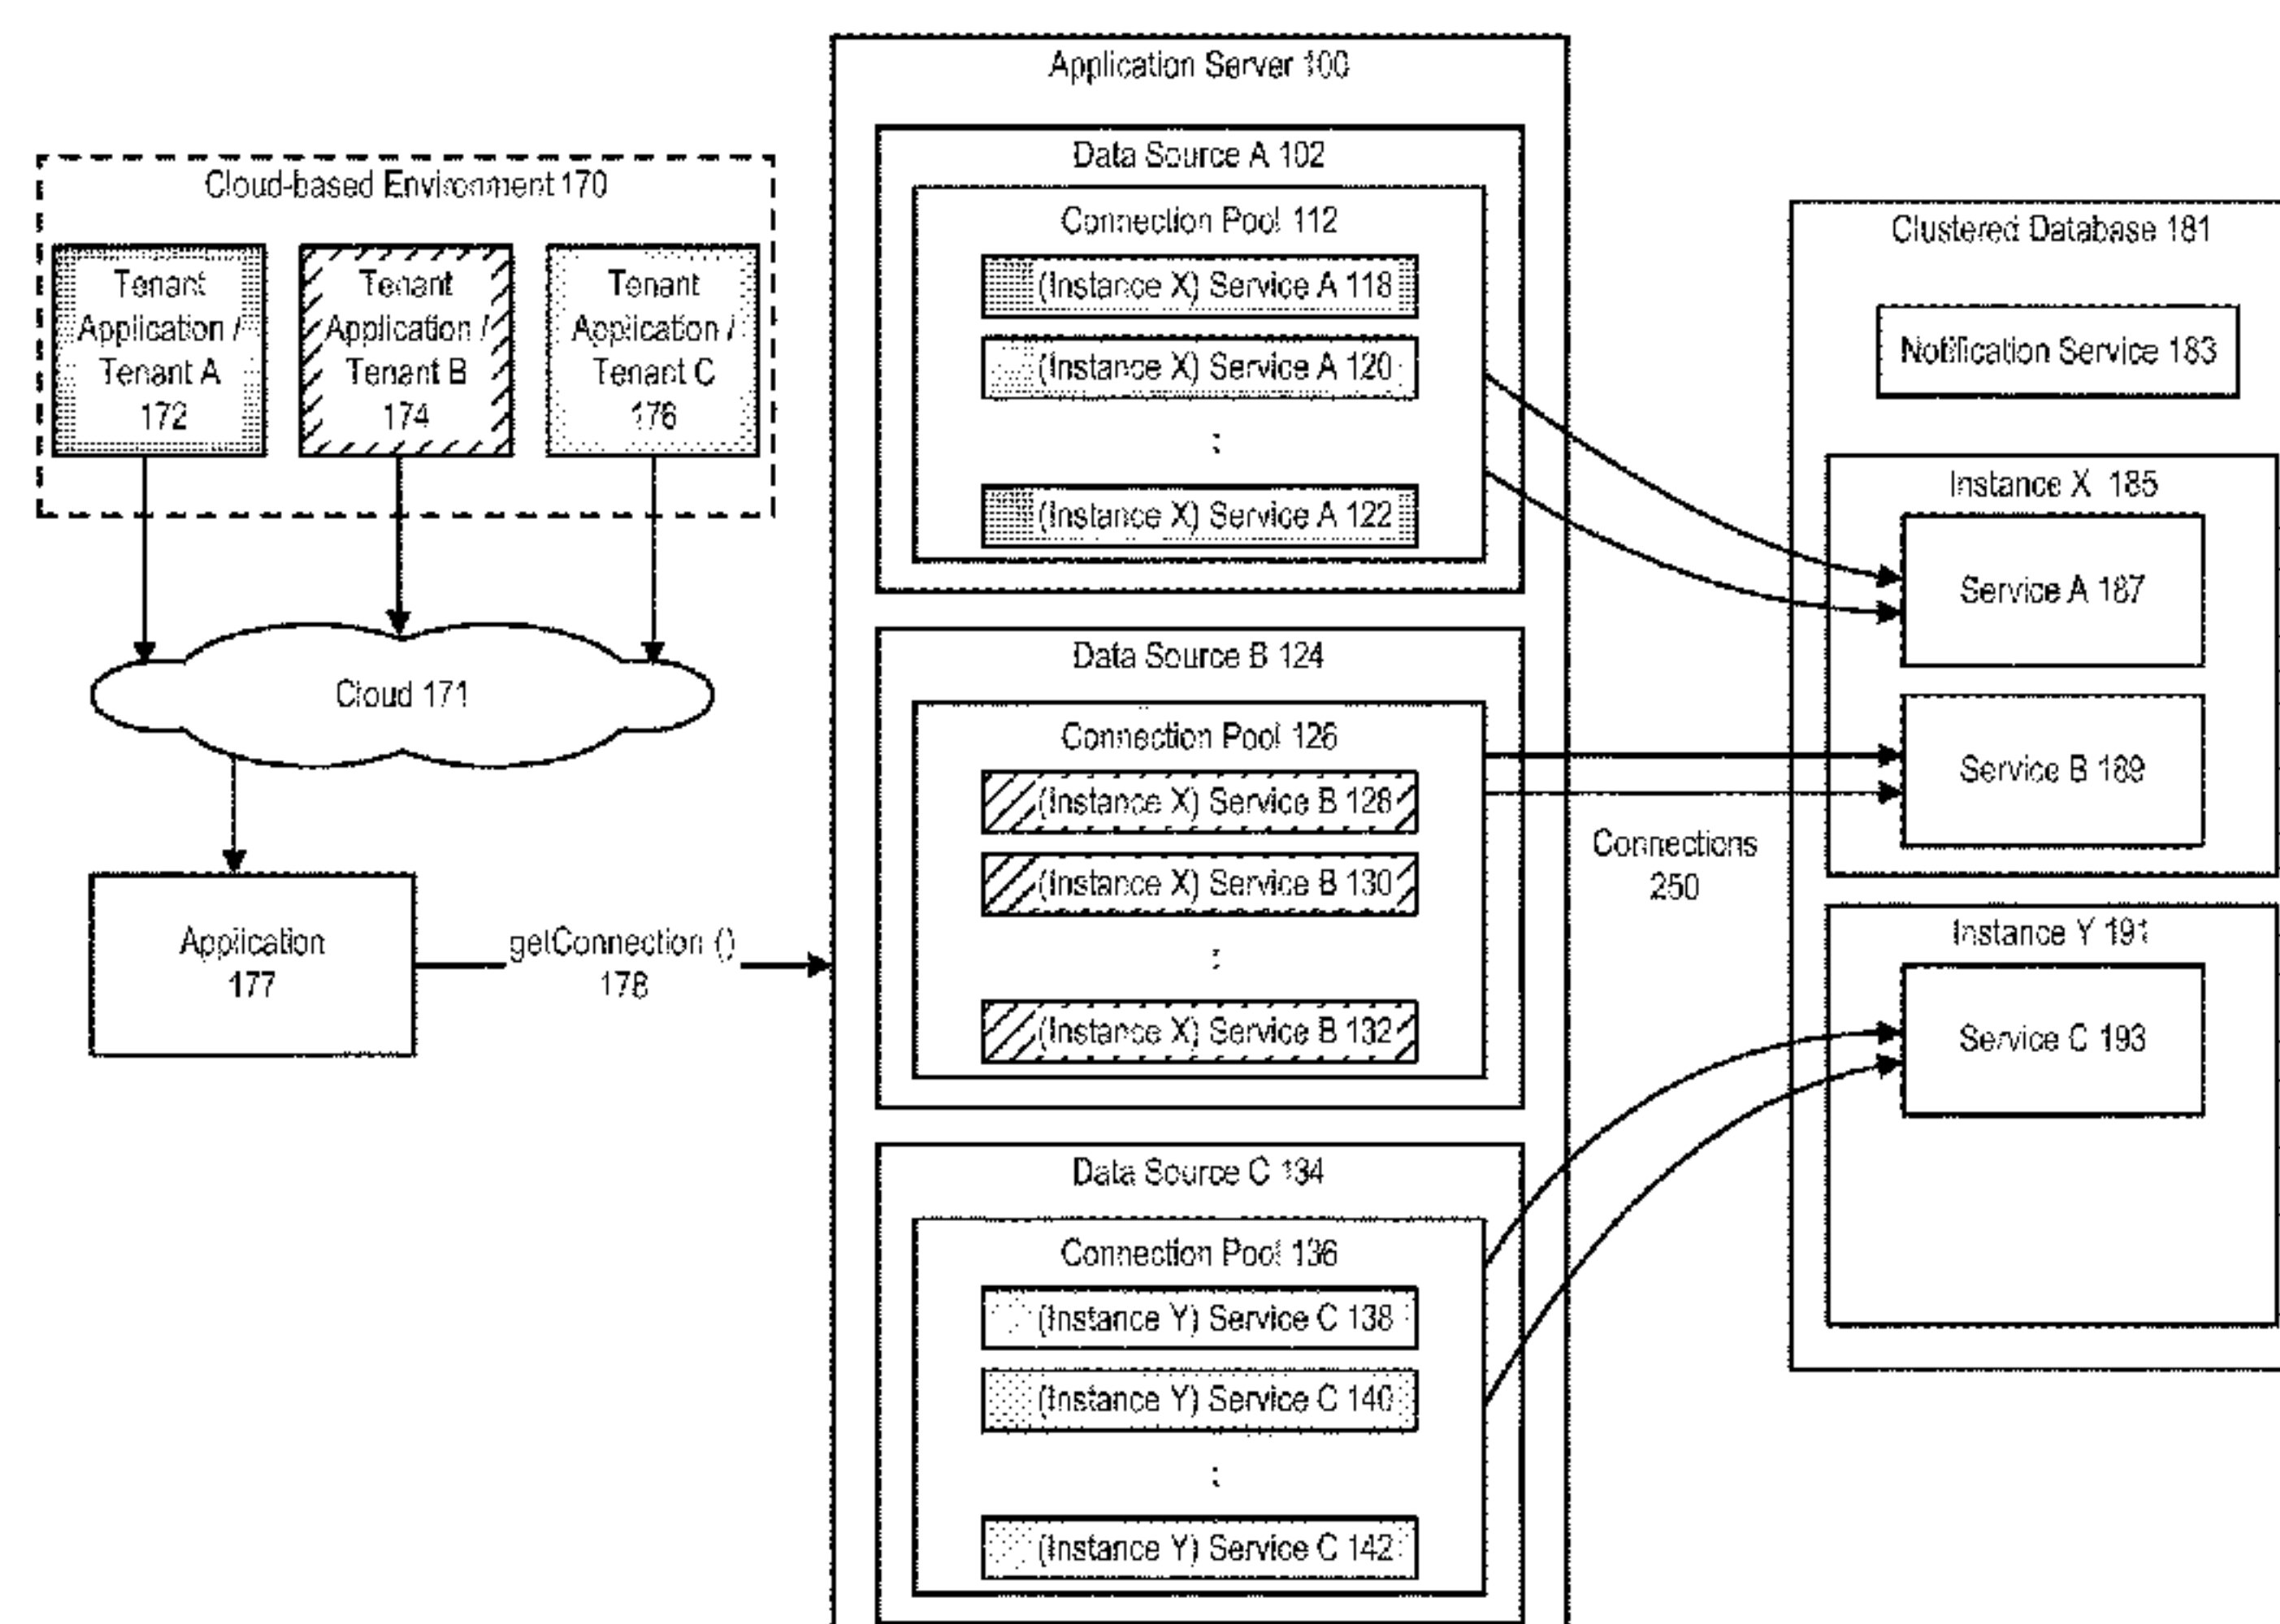 Application Server 100
Cloud-based Environment 170
Tenant
Application /
Tenant A
172
Tenant
Application /
Tenant B
174
Tenant
Application /
Tenant C
176
Cloud 171
Application
177
getConnection ()
178
Data Source A 102
Connection Pool 112
(Instance X) Service A 118
(Instance X) Service A 120
:
(Instance X) Service A 122
Data Source B 124
Connection Pool 126
(Instance X) Service B 128
(Instance X) Service B 130
:
(Instance X) Service B 132
Data Source C 134
Connection Pool 136
(Instance Y) Service C 138
(Instance Y) Service C 140
:
(Instance Y) Service C 142
Connections
250
Clustered Database 181
Notification Service 183
Instance X 185
Service A 187
Service B 189
Instance Y 191
Service C 193